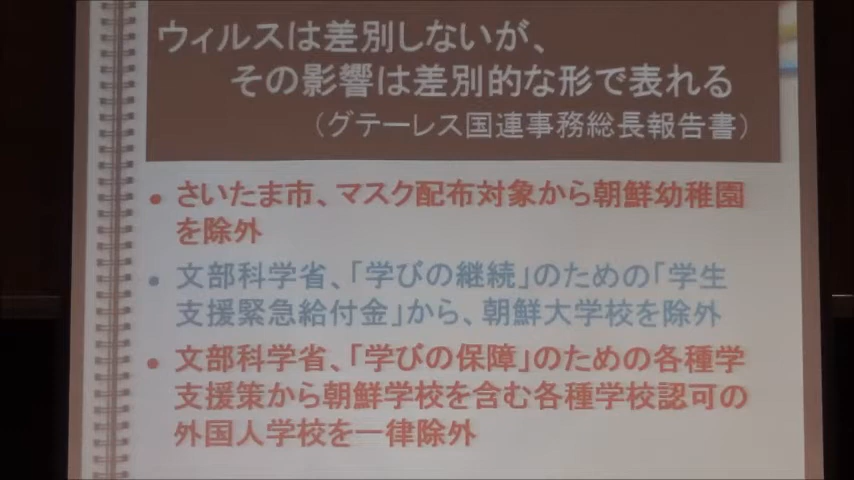 ウィルスは差別しないが、
その影響は差別的な形で表れる
（グテーレス国連事務総長報告書）
• さいたま市、マスク配布対象から朝鮮幼稚園
を除外
• 文部科学省、「学びの継続」のための「学生
支援緊急給付金」から、朝鮮大学校を除外
• 文部科学省、「学びの保障」のための各種学
支援策から朝鮮学校を含む各種学校認可の
外国人学校を一律除外